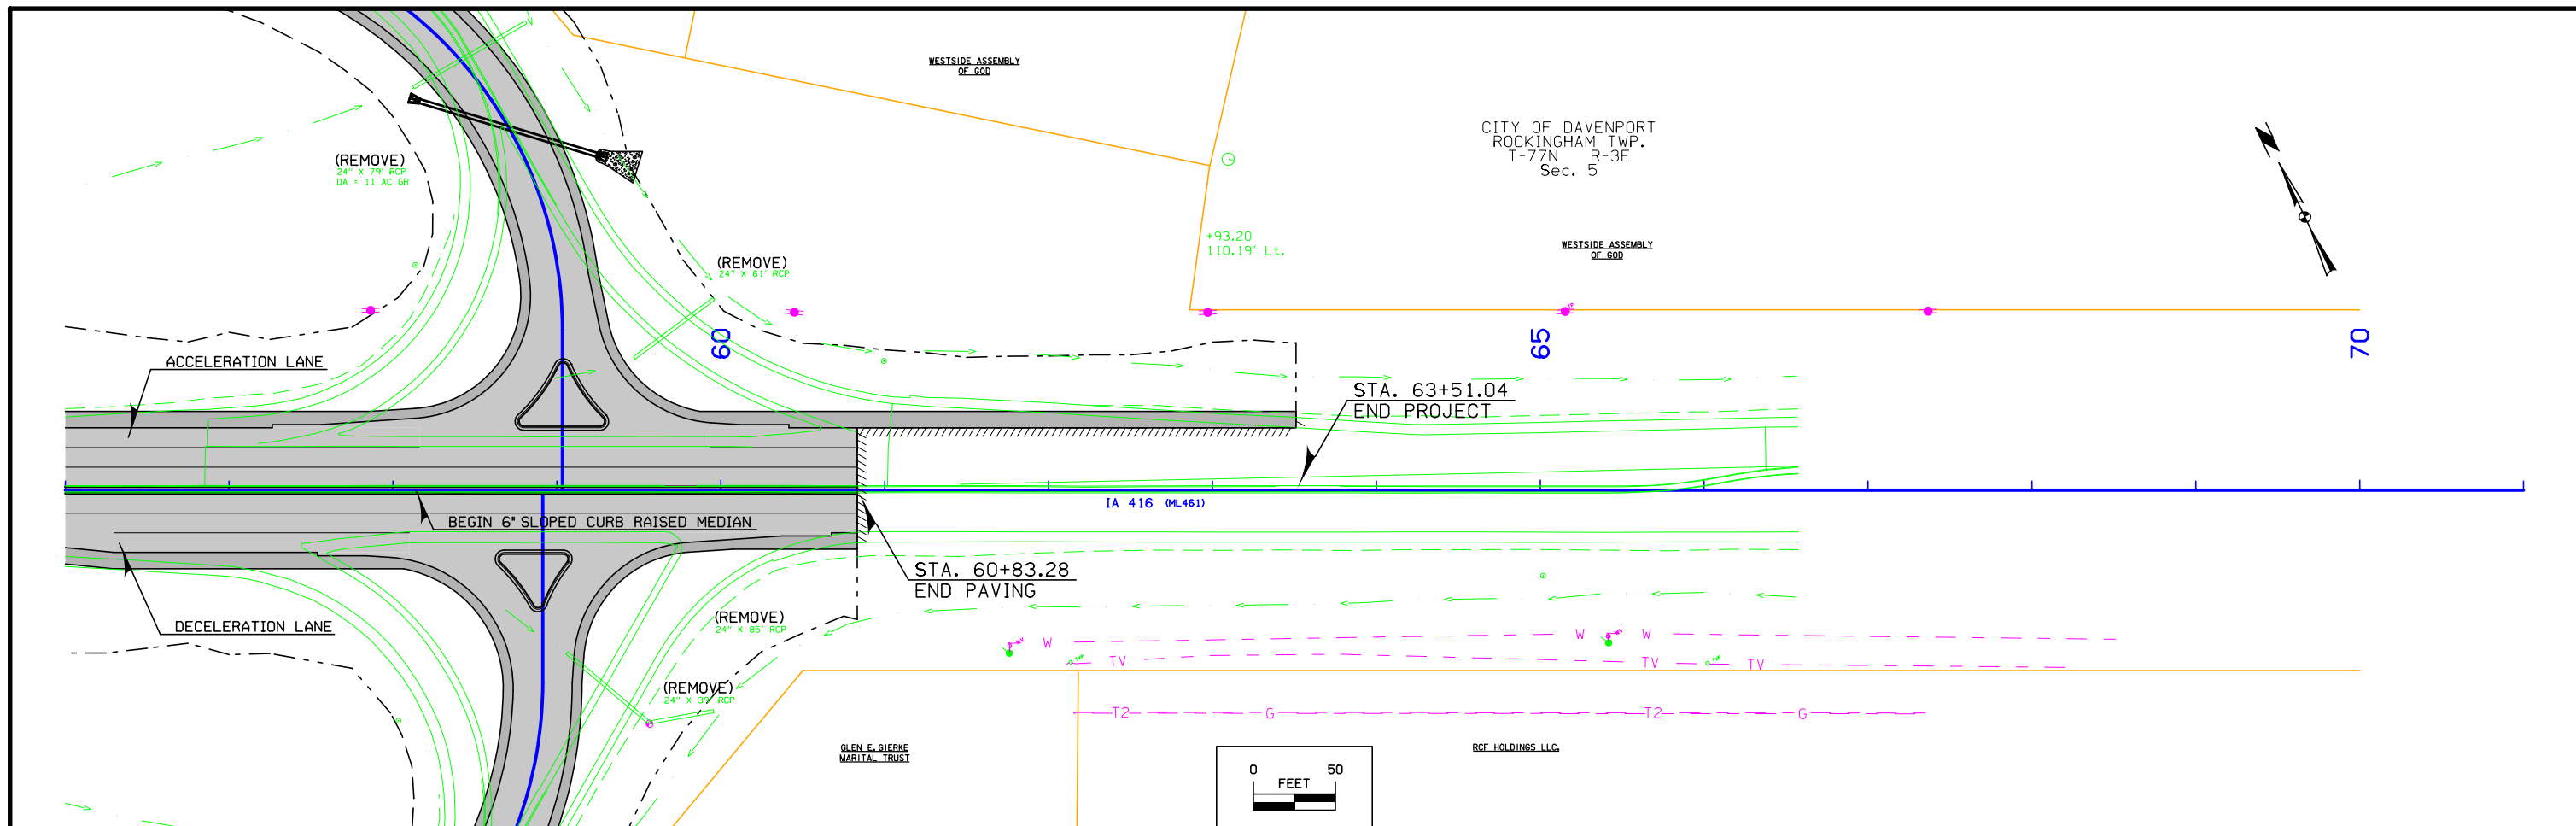 WESTSIDE ASSEMBLY
OF GOD
CITY OF DAVENPORT
ROCKINGHAM TWP.
T-77N R-3E
Sec. 5
(REMOVE)
24" X 79' RCP
DA = 11 AC GR
+93.20
110.19' Lt.
WESTSIDE ASSEMBLY
OF GOD
(REMOVE)
24" X 61' RCP
60
65
70
ACCELERATION LANE
STA. 63+51.04
END PROJECT
IA 416 (ML461)
BEGIN 6" SLOPED CURB RAISED MEDIAN
STA. 60+83.28
END PAVING
DECELERATION LANE
(REMOVE)
24" X 85' RCP
W
W
W
TV
TV
TV
(REMOVE)
24" X 39' RCP
T2
G
T2
G
GLEN E. GIERKE
MARITAL TRUST
RCF HOLDINGS LLC.
0 50
FEET